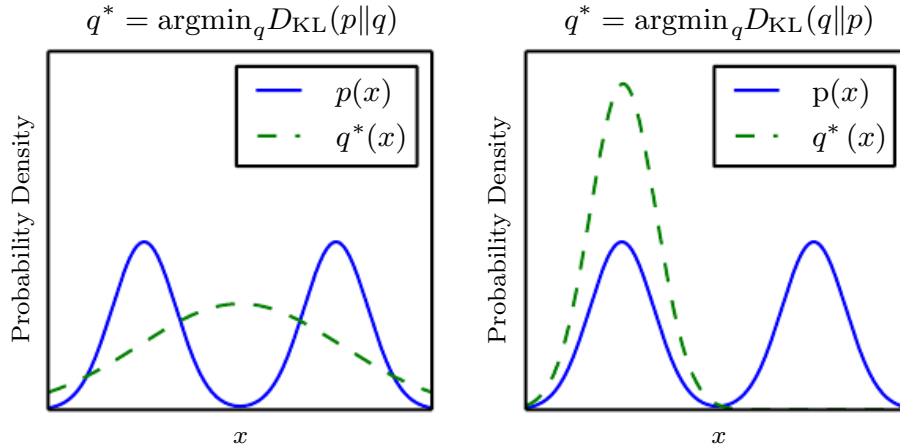 q* = argmin_q D_KL(p‖q)
Probability Density
p(x)
q*(x)
x
q* = argmin_q D_KL(q‖p)
Probability Density
p(x)
q* (x)
x